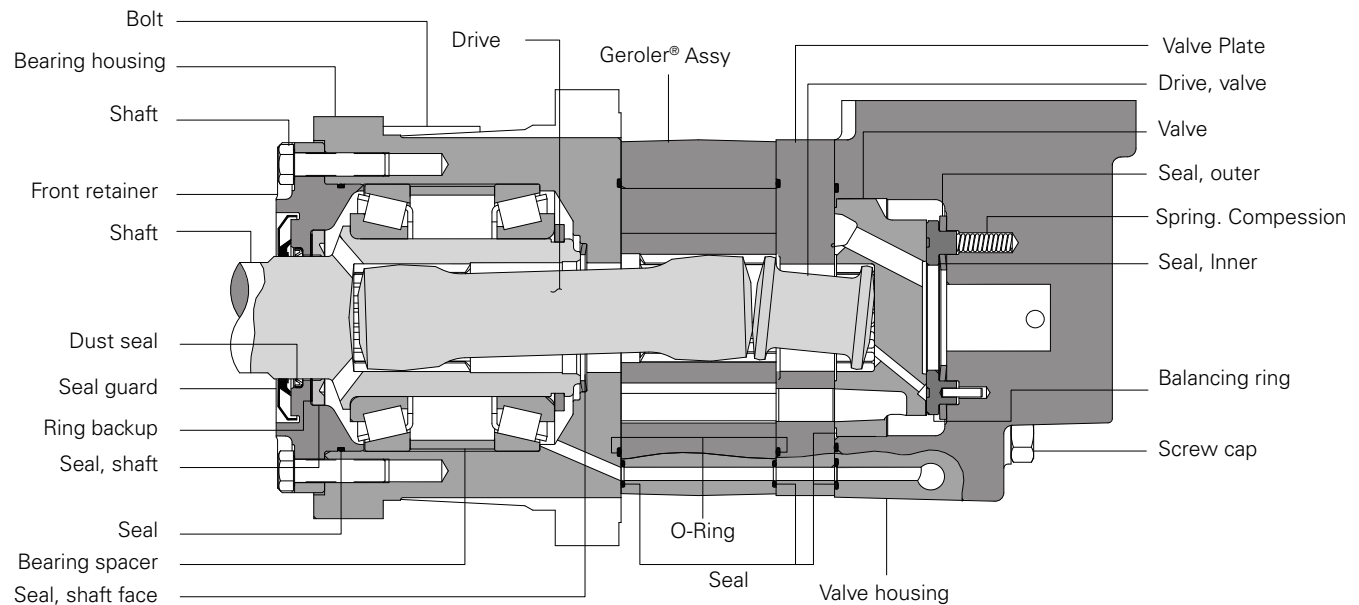 Bolt
Bearing housing
Shaft
Front retainer
Shaft
Dust seal
Seal guard
Ring backup
Seal, shaft
Seal
Bearing spacer
Seal, shaft face
Drive
Geroler® Assy
O-Ring
Seal
Valve housing
Valve Plate
Drive, valve
Valve
Seal, outer
Spring. Compession
Seal, Inner
Balancing ring
Screw cap